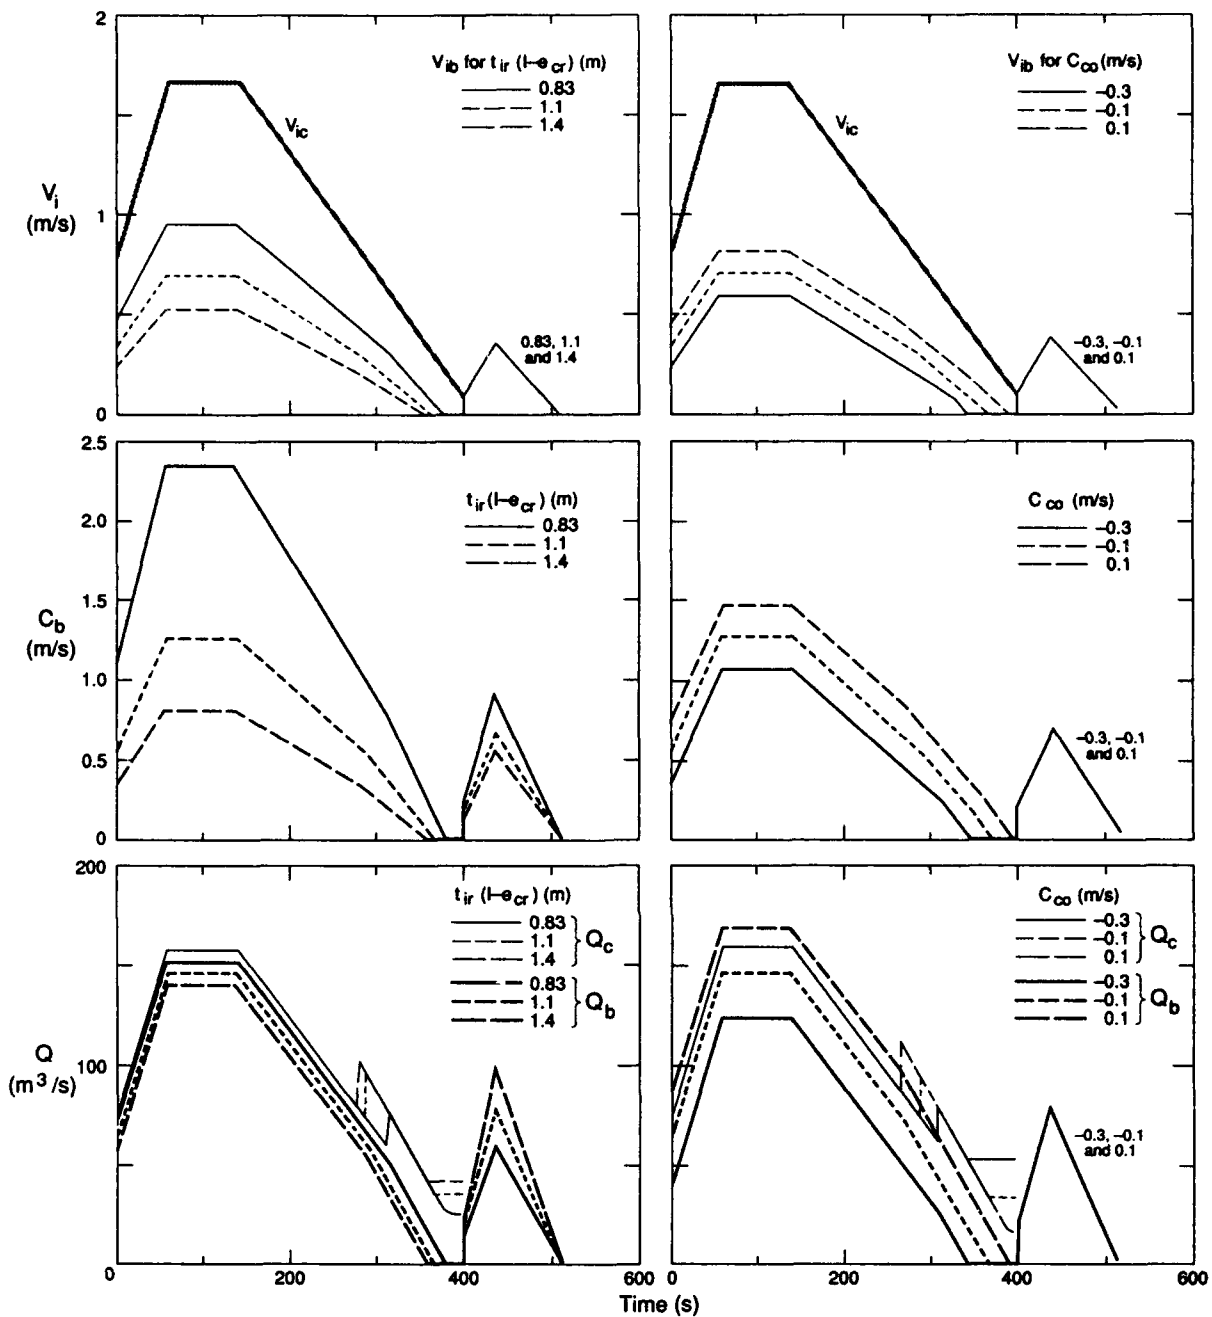 2
1
0
V_i
(m/s)
V_ib for t_ir (l–e_cr) (m)
0.83
1.1
1.4
V_ic
0.83, 1.1
and 1.4
V_ib for C_co (m/s)
–0.3
–0.1
0.1
V_ic
–0.3, –0.1
and 0.1
2.5
2.0
1.5
1.0
0.5
0
C_b
(m/s)
t_ir (l–e_cr) (m)
0.83
1.1
1.4
C_co (m/s)
–0.3
–0.1
0.1
–0.3, –0.1
and 0.1
200
100
0
Q
(m³/s)
t_ir (l–e_cr) (m)
0.83
1.1
1.4
Q_c
0.83
1.1
1.4
Q_b
C_co (m/s)
–0.3
–0.1
0.1
Q_c
–0.3
–0.1
0.1
Q_b
–0.3, –0.1
and 0.1
0 200 400 600
0 200 400 600
Time (s)